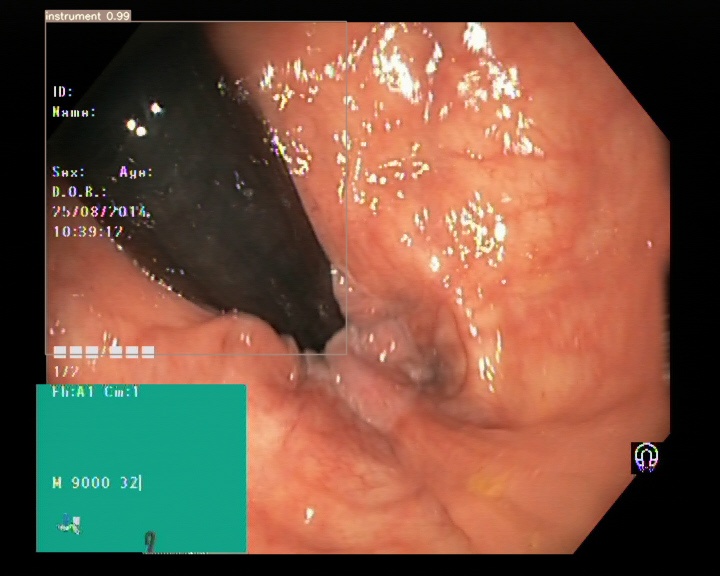 instrument 0.99
ID:
Name:
Sex: Age:
D.O.B.:
25/08/2014
10:39:12
1/2
Eh:A1 Cm:1
M 9000 32